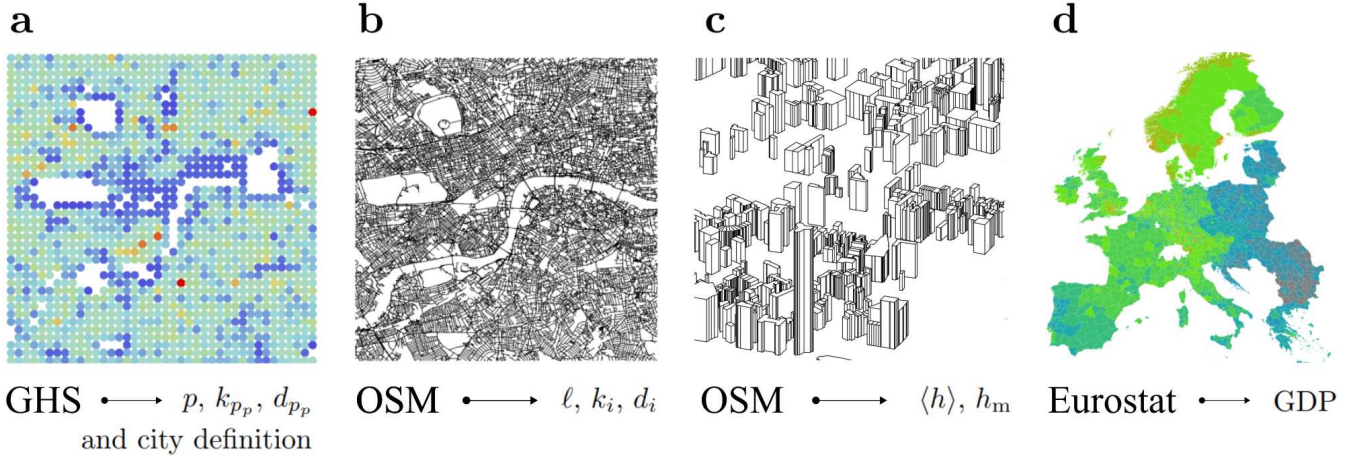 a b c d
GHS p, k_{p_p}, d_{p_p} OSM ℓ, k_i, d_i OSM ⟨h⟩, h_m Eurostat GDP
and city definition